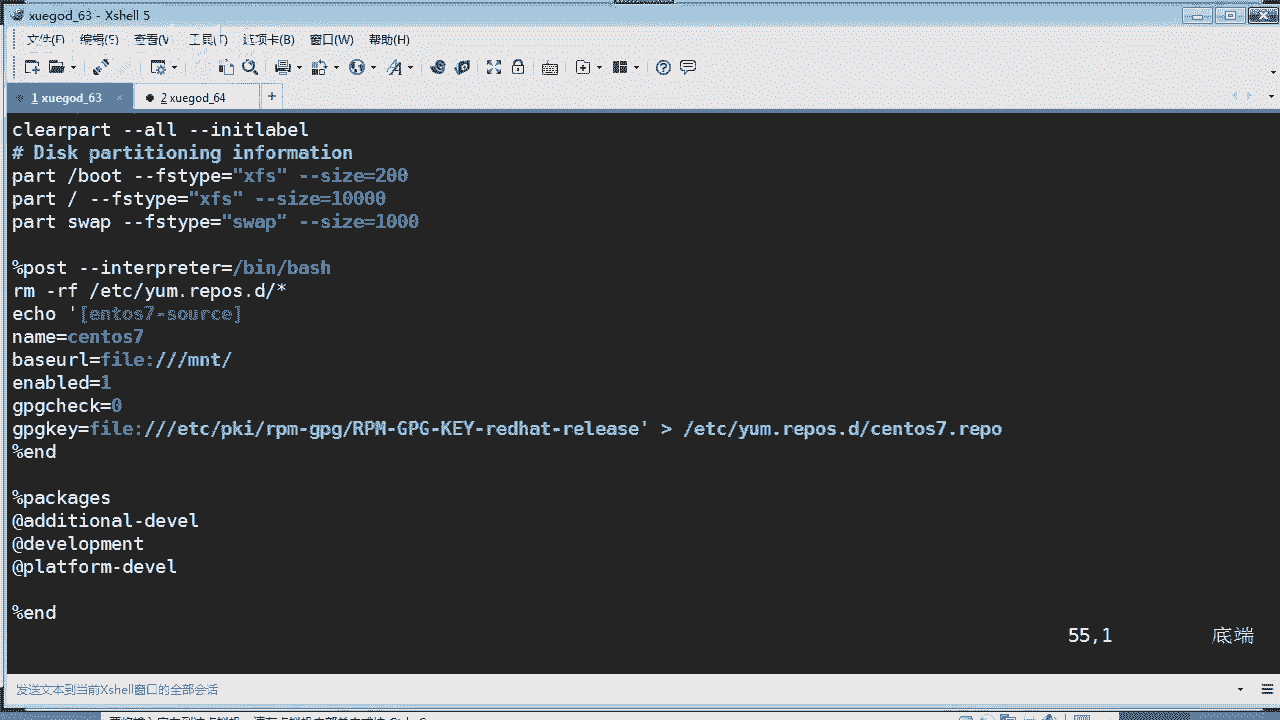 xuegod_63 - Xshell 5
文件(F) 编辑(E) 查看(V) 工具(T) 选项卡(B) 窗口(W) 帮助(H)
1 xuegod_63 × 2 xuegod_64 +
clearpart --all --initlabel
# Disk partitioning information
part /boot --fstype="xfs" --size=200
part / --fstype="xfs" --size=10000
part swap --fstype="swap" --size=1000
%post --interpreter=/bin/bash
rm -rf /etc/yum.repos.d/*
echo '[entos7-source]
name=centos7
baseurl=file:///mnt/
enabled=1
gpgcheck=0
gpgkey=file:///etc/pki/rpm-gpg/RPM-GPG-KEY-redhat-release' > /etc/yum.repos.d/centos7.repo
%end
%packages
@additional-devel
@development
@platform-devel
%end
55,1 底端
发送文本到当前Xshell窗口的全部会话